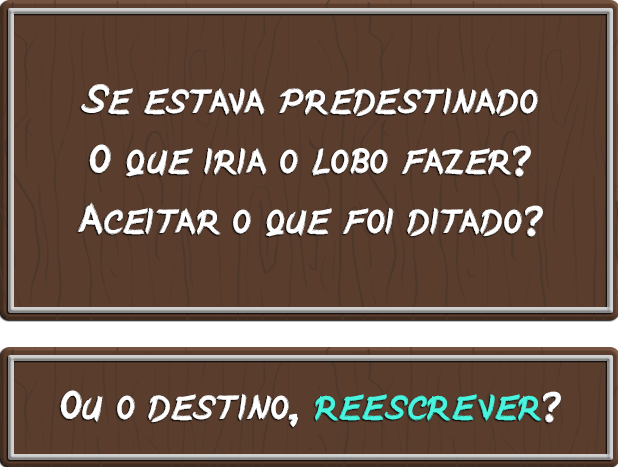 Se estava predestinado
O que iria o lobo fazer?
Aceitar o que foi ditado?
Ou o destino, reescrever?